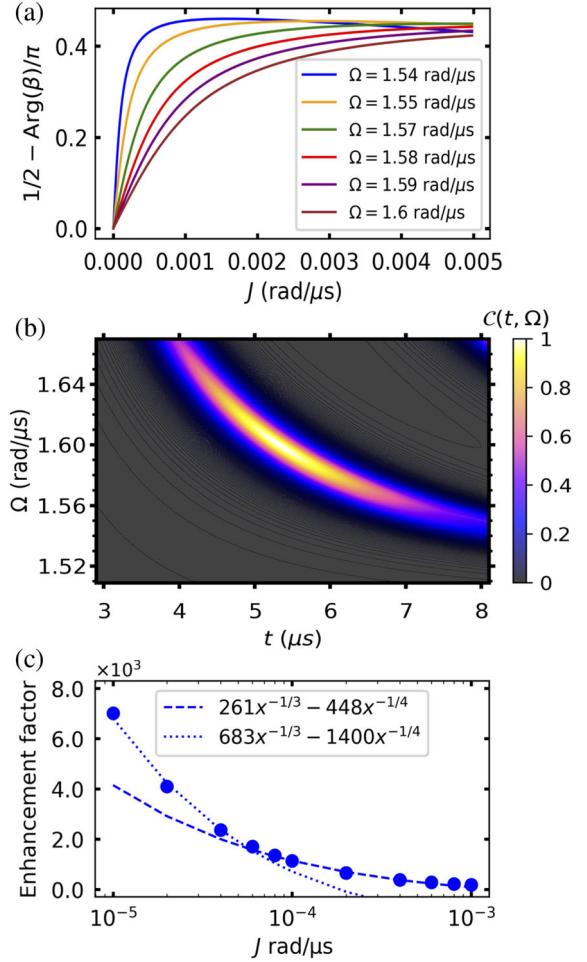 (a)
1/2 − Arg(β)/π
0.4
0.2
0.0
Ω = 1.54 rad/μs
Ω = 1.55 rad/μs
Ω = 1.57 rad/μs
Ω = 1.58 rad/μs
Ω = 1.59 rad/μs
Ω = 1.6 rad/μs
0.000 0.001 0.002 0.003 0.004 0.005
J (rad/μs)
(b)
C(t, Ω)
Ω (rad/μs)
1.64
1.60
1.56
1.52
1
0.8
0.6
0.4
0.2
0
3 4 5 6 7 8
t (μs)
(c)
×10³
Enhancement factor
8.0
6.0
4.0
2.0
0.0
261x⁻¹/³ − 448x⁻¹/⁴
683x⁻¹/³ − 1400x⁻¹/⁴
10⁻⁵ 10⁻⁴ 10⁻³
J rad/μs